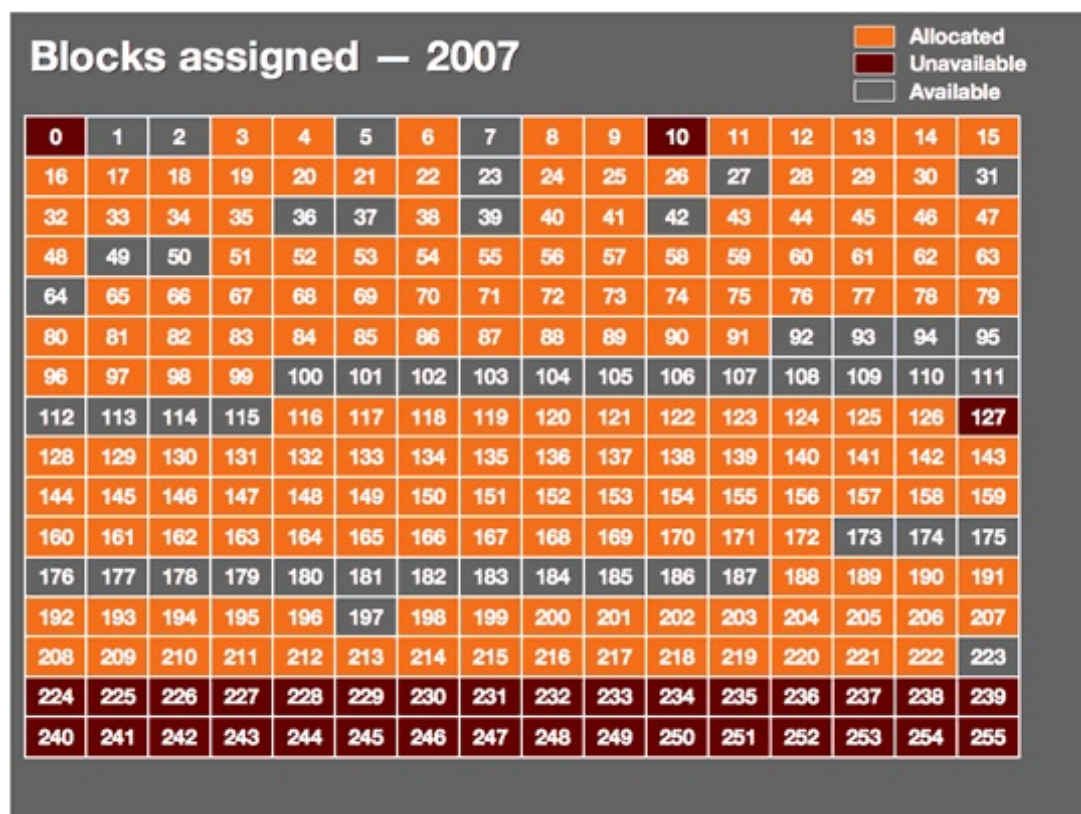 Blocks assigned — 2007
Allocated
Unavailable
Available
0 1 2 3 4 5 6 7 8 9 10 11 12 13 14 15
16 17 18 19 20 21 22 23 24 25 26 27 28 29 30 31
32 33 34 35 36 37 38 39 40 41 42 43 44 45 46 47
48 49 50 51 52 53 54 55 56 57 58 59 60 61 62 63
64 65 66 67 68 69 70 71 72 73 74 75 76 77 78 79
80 81 82 83 84 85 86 87 88 89 90 91 92 93 94 95
96 97 98 99 100 101 102 103 104 105 106 107 108 109 110 111
112 113 114 115 116 117 118 119 120 121 122 123 124 125 126 127
128 129 130 131 132 133 134 135 136 137 138 139 140 141 142 143
144 145 146 147 148 149 150 151 152 153 154 155 156 157 158 159
160 161 162 163 164 165 166 167 168 169 170 171 172 173 174 175
176 177 178 179 180 181 182 183 184 185 186 187 188 189 190 191
192 193 194 195 196 197 198 199 200 201 202 203 204 205 206 207
208 209 210 211 212 213 214 215 216 217 218 219 220 221 222 223
224 225 226 227 228 229 230 231 232 233 234 235 236 237 238 239
240 241 242 243 244 245 246 247 248 249 250 251 252 253 254 255